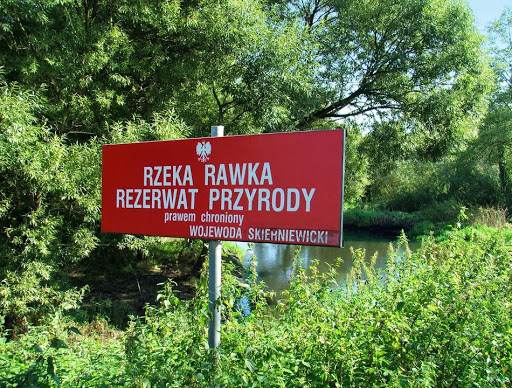 RZEKA RAWKA
REZERWAT PRZYRODY
prawem chroniony
WOJEWODA SKIERNIEWICKI